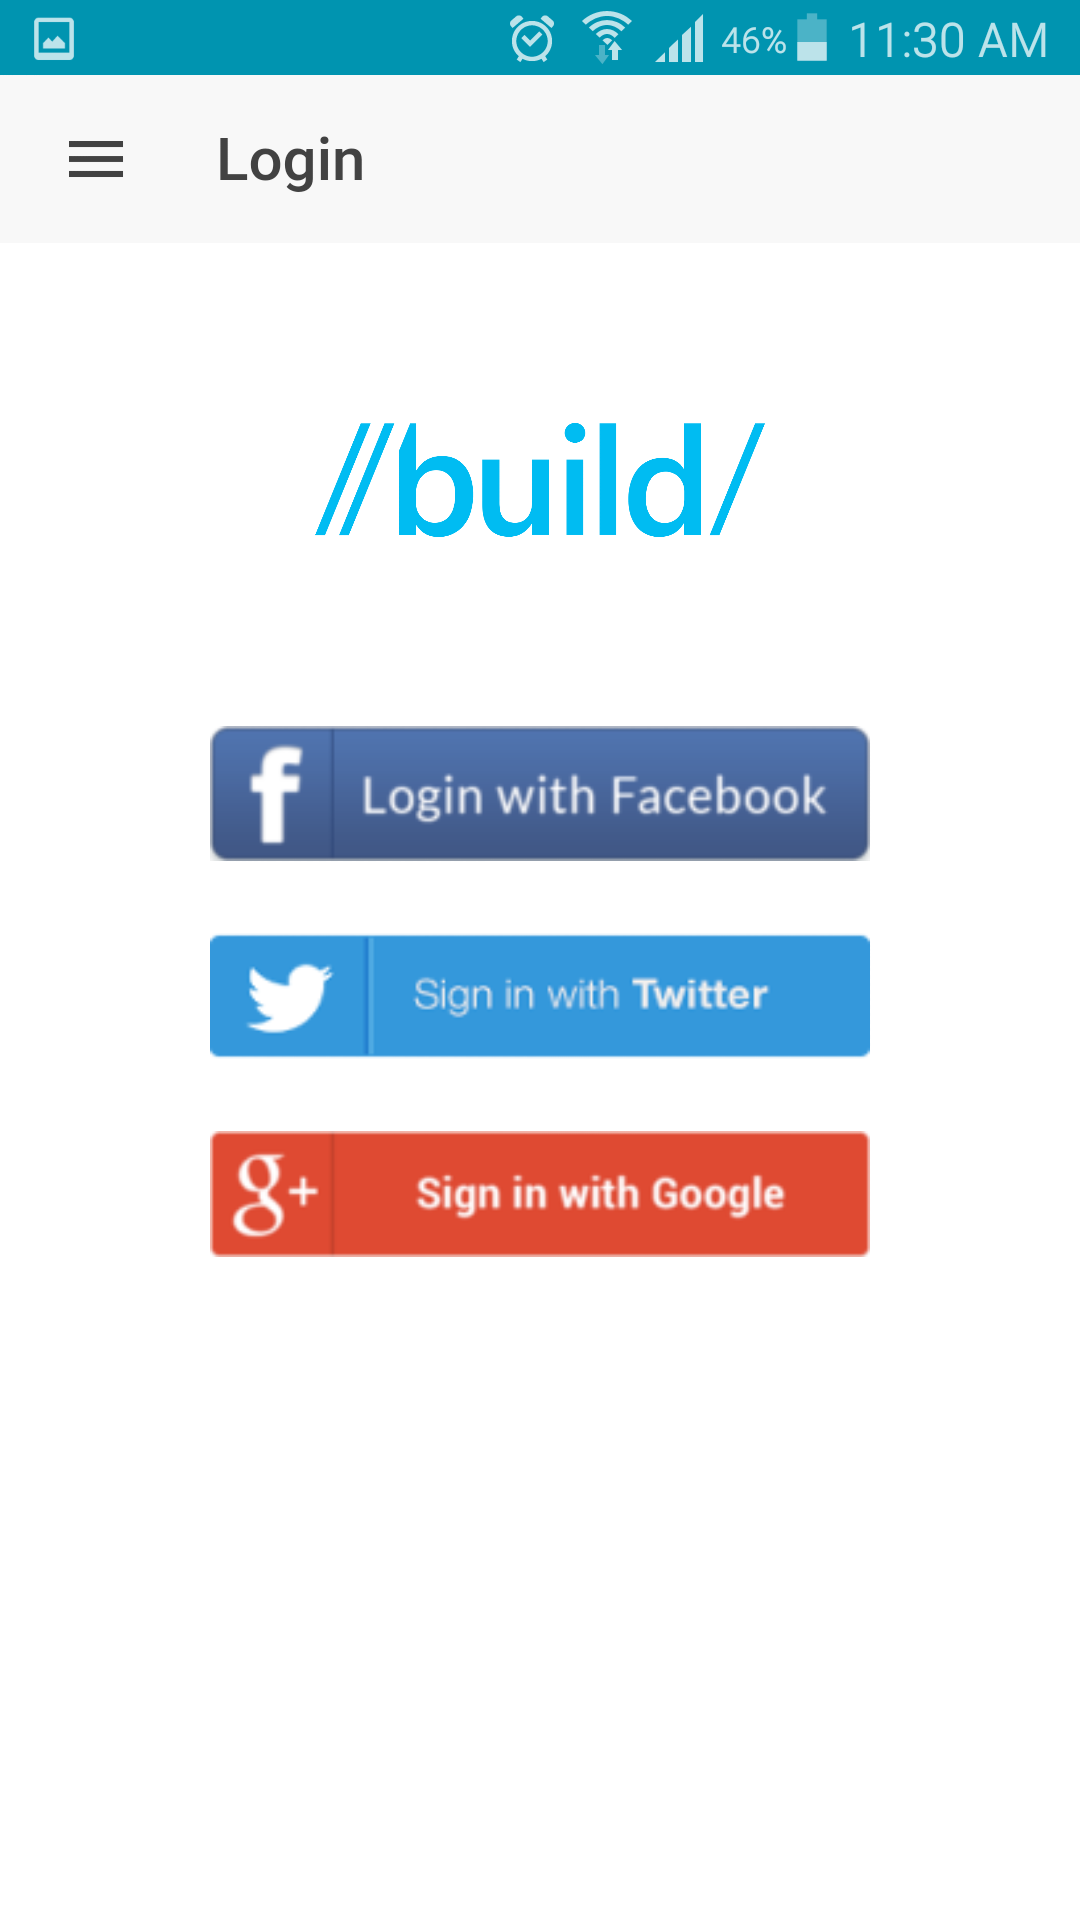 46% 11:30 AM
Login
//build/
f Login with Facebook
Sign in with Twitter
g+ Sign in with Google